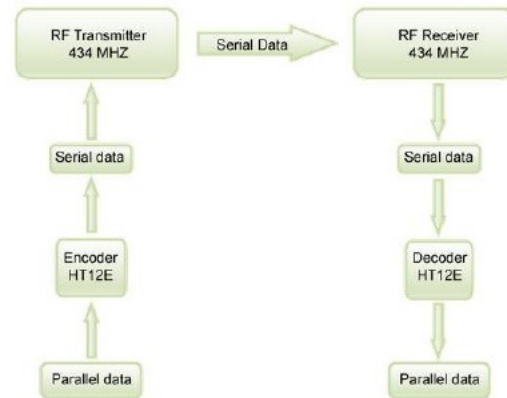 RF Transmitter
434 MHZ
Serial Data
RF Receiver
434 MHZ
Serial data
Serial data
Encoder
HT12E
Decoder
HT12E
Parallel data
Parallel data